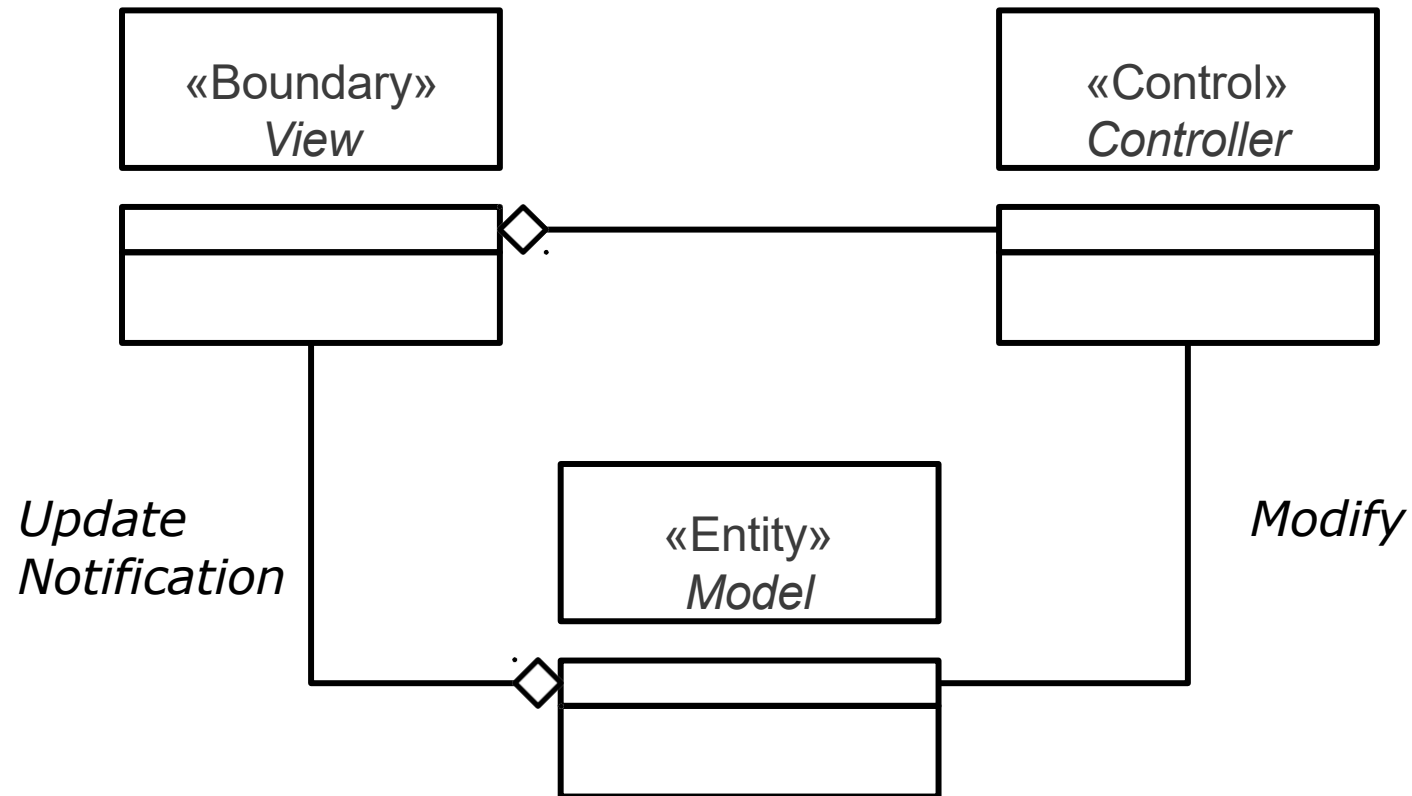 «Boundary»
View
«Control»
Controller
Update
Notification
«Entity»
Model
Modify